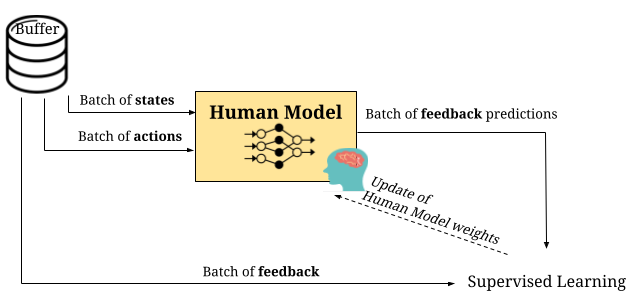 Buffer
Batch of states
Batch of actions
Human Model
Batch of feedback predictions
Update of
Human Model weights
Batch of feedback
Supervised Learning